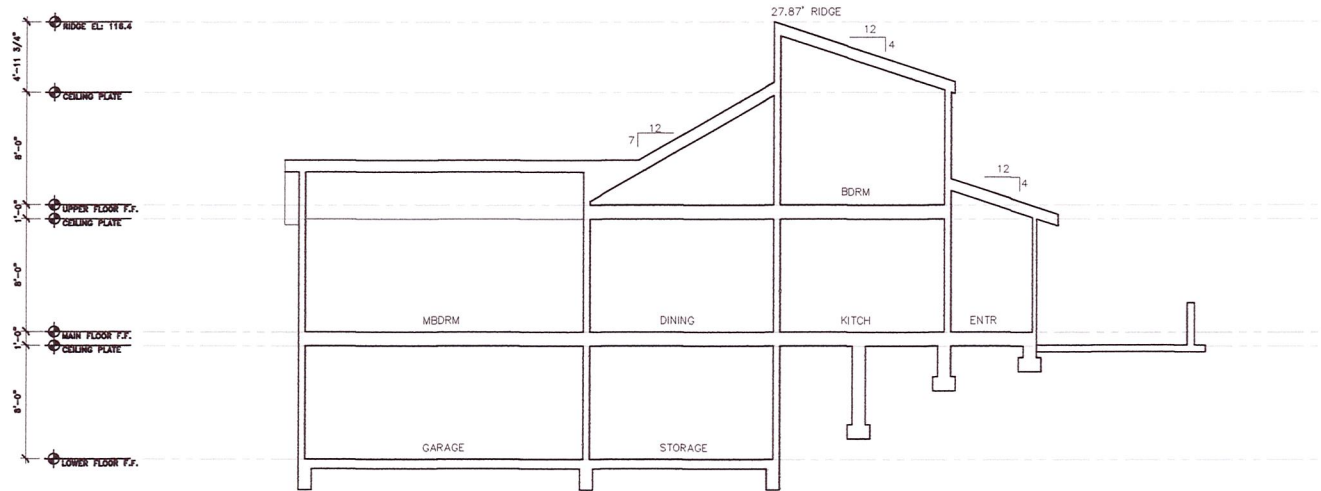 27.87' RIDGE
RIDGE EL: 118.4
12
4
4'-11 3/4"
CEILING PLATE
12
7
8'-0"
12
4
BDRM
UPPER FLOOR F.F.
1'-0"
CEILING PLATE
8'-0"
MBDRM
DINING
KITCH
ENTR
MAIN FLOOR F.F.
1'-0"
CEILING PLATE
8'-0"
GARAGE
STORAGE
LOWER FLOOR F.F.